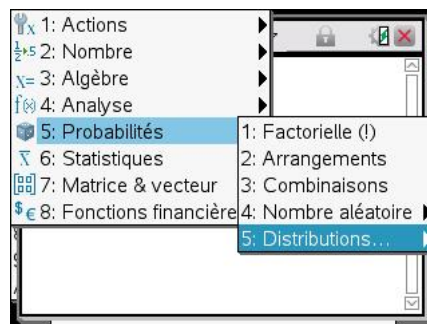 1: Actions
2: Nombre
3: Algèbre
4: Analyse
5: Probabilités
6: Statistiques
7: Matrice & vecteur
8: Fonctions financière
1: Factorielle (!)
2: Arrangements
3: Combinaisons
4: Nombre aléatoire
5: Distributions...